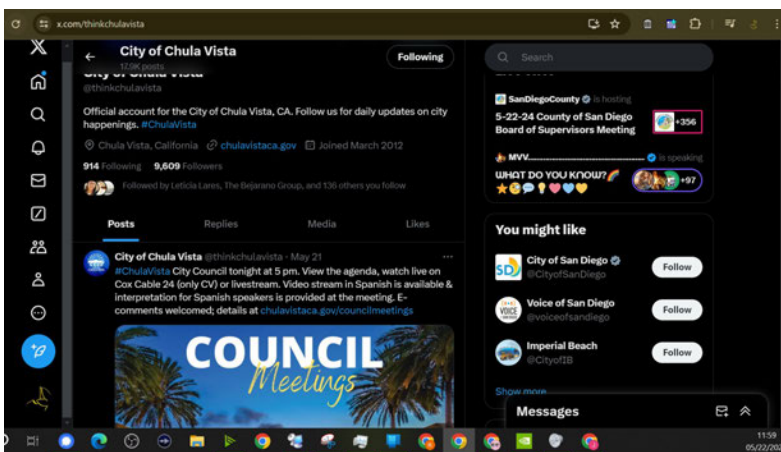 x.com/thinkchulavista
City of Chula Vista
17.9K posts
Following
Search
City of Chula Vista
@thinkchulavista
Official account for the City of Chula Vista, CA. Follow us for daily updates on city
happenings. #ChulaVista
Chula Vista, California chulavistaca.gov Joined March 2012
914 Following 9,609 Followers
Followed by Leticia Lares, The Bejarano Group, and 136 others you follow
Posts Replies Media Likes
City of Chula Vista @thinkchulavista · May 21
#ChulaVista City Council tonight at 5 pm. View the agenda, watch live on
Cox Cable 24 (only CV) or livestream. Video stream in Spanish is available &
interpretation for Spanish speakers is provided at the meeting. E-
comments welcomed; details at chulavistaca.gov/councilmeetings
COUNCIL
Meetings
SanDiegoCounty is hosting
5-22-24 County of San Diego
Board of Supervisors Meeting
+356
MVV is speaking
WHAT DO YOU KNOW?
+97
You might like
City of San Diego
@CityofSanDiego
Follow
Voice of San Diego
@voiceofsandiego
Follow
Imperial Beach
@CityofIB
Follow
Show more
Messages
11:59